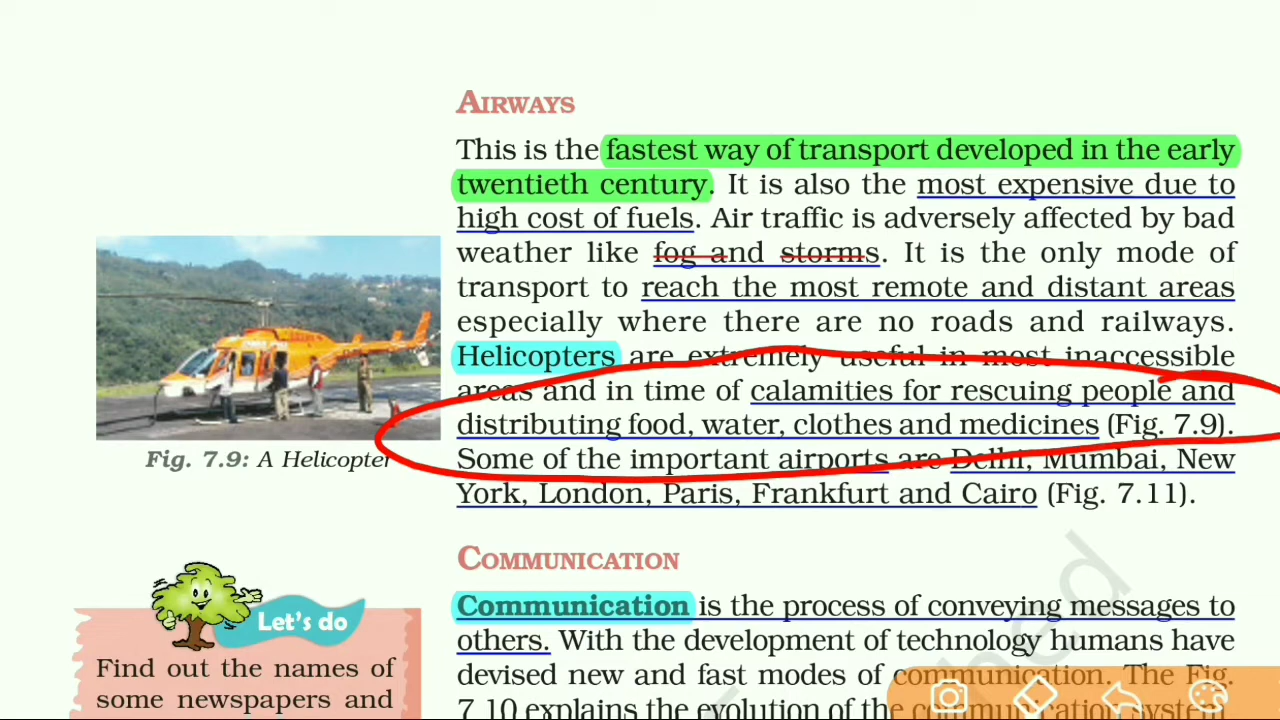 AIRWAYS
This is the fastest way of transport developed in the early
twentieth century. It is also the most expensive due to
high cost of fuels. Air traffic is adversely affected by bad
weather like fog and storms. It is the only mode of
transport to reach the most remote and distant areas
especially where there are no roads and railways.
Helicopters are extremely useful in most inaccessible
areas and in time of calamities for rescuing people and
distributing food, water, clothes and medicines (Fig. 7.9).
Some of the important airports are Delhi, Mumbai, New
York, London, Paris, Frankfurt and Cairo (Fig. 7.11).
Fig. 7.9: A Helicopter
COMMUNICATION
Communication is the process of conveying messages to
others. With the development of technology humans have
devised new and fast modes of communication. The Fig.
7.10 explains the evolution of the communication system
Let's do
Find out the names of
some newspapers and